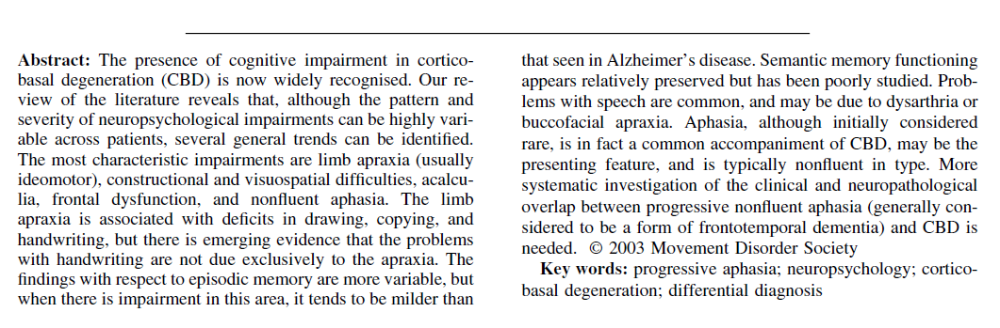 Abstract: The presence of cognitive impairment in cortico-
basal degeneration (CBD) is now widely recognised. Our re-
view of the literature reveals that, although the pattern and
severity of neuropsychological impairments can be highly vari-
able across patients, several general trends can be identified.
The most characteristic impairments are limb apraxia (usually
ideomotor), constructional and visuospatial difficulties, acalcu-
lia, frontal dysfunction, and nonfluent aphasia. The limb
apraxia is associated with deficits in drawing, copying, and
handwriting, but there is emerging evidence that the problems
with handwriting are not due exclusively to the apraxia. The
findings with respect to episodic memory are more variable, but
when there is impairment in this area, it tends to be milder than
that seen in Alzheimer's disease. Semantic memory functioning
appears relatively preserved but has been poorly studied. Prob-
lems with speech are common, and may be due to dysarthria or
buccofacial apraxia. Aphasia, although initially considered
rare, is in fact a common accompaniment of CBD, may be the
presenting feature, and is typically nonfluent in type. More
systematic investigation of the clinical and neuropathological
overlap between progressive nonfluent aphasia (generally con-
sidered to be a form of frontotemporal dementia) and CBD is
needed. © 2003 Movement Disorder Society
Key words: progressive aphasia; neuropsychology; cortico-
basal degeneration; differential diagnosis